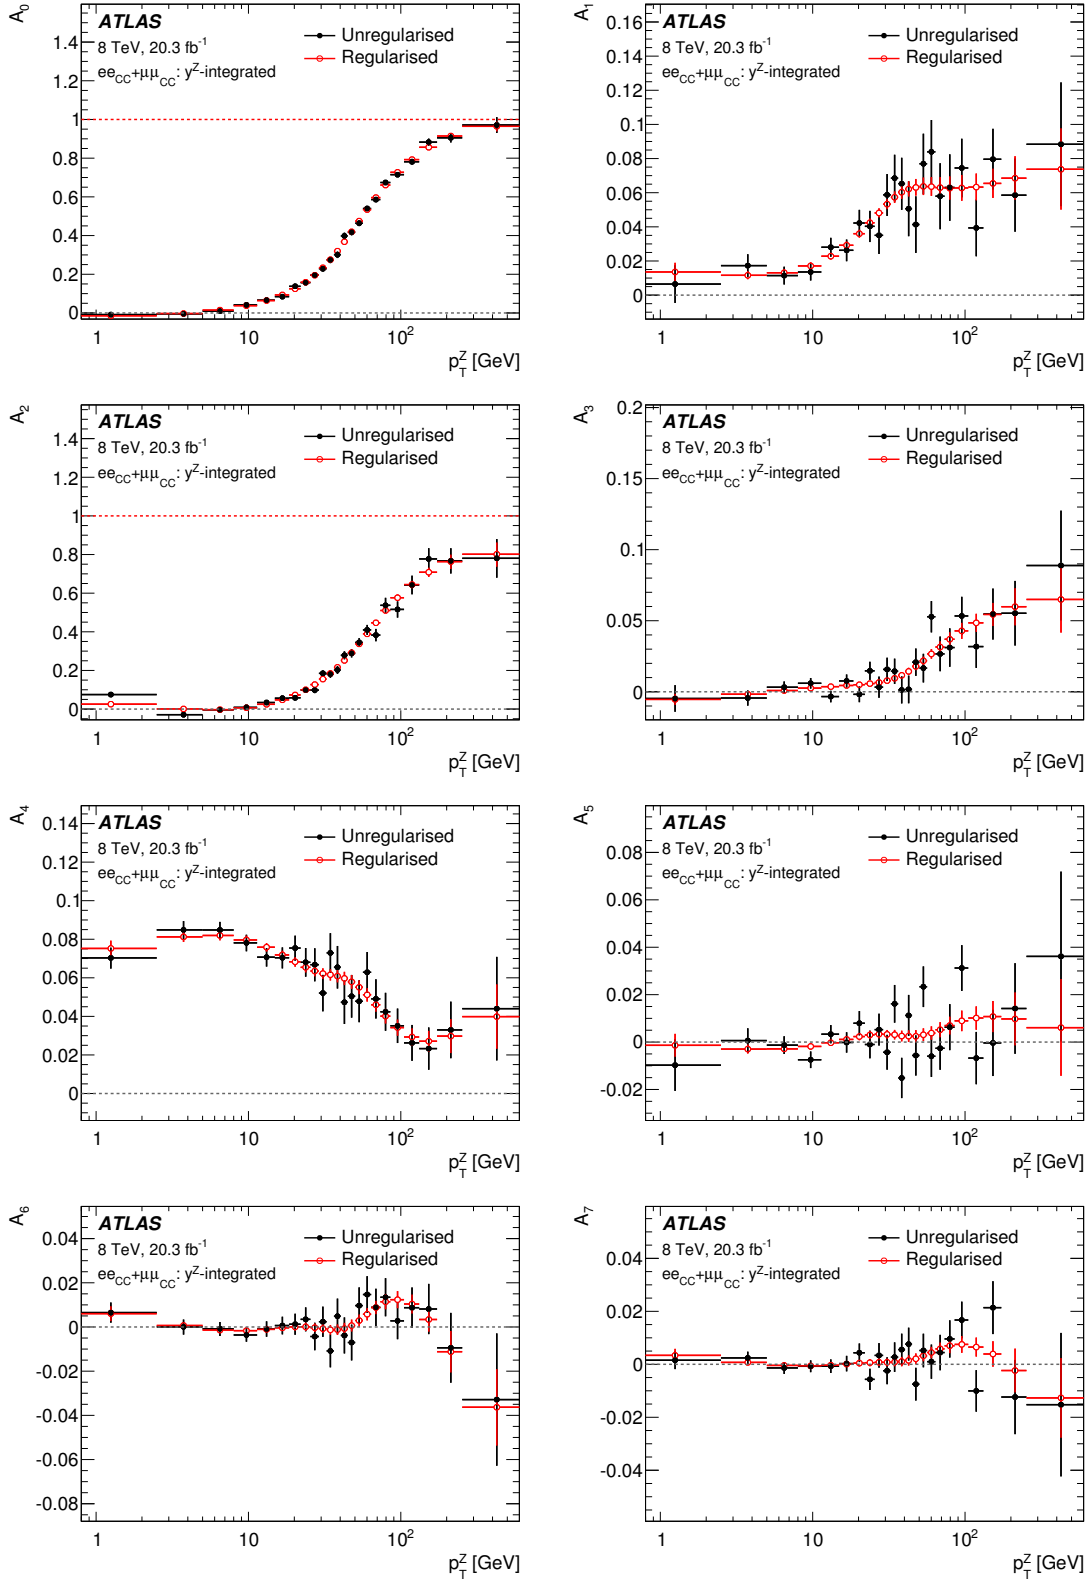 A0
1.4
1.2
1
0.8
0.6
0.4
0.2
0
ATLAS
8 TeV, 20.3 fb-1
eeCC+μμCC: yZ-integrated
Unregularised
Regularised
1
10
10²
pTZ [GeV]
A1
0.16
0.14
0.12
0.1
0.08
0.06
0.04
0.02
0
ATLAS
8 TeV, 20.3 fb-1
eeCC+μμCC: yZ-integrated
Unregularised
Regularised
1
10
10²
pTZ [GeV]
A2
1.4
1.2
1
0.8
0.6
0.4
0.2
0
ATLAS
8 TeV, 20.3 fb-1
eeCC+μμCC: yZ-integrated
Unregularised
Regularised
1
10
10²
pTZ [GeV]
A3
0.2
0.15
0.1
0.05
0
ATLAS
8 TeV, 20.3 fb-1
eeCC+μμCC: yZ-integrated
Unregularised
Regularised
1
10
10²
pTZ [GeV]
A4
0.14
0.12
0.1
0.08
0.06
0.04
0.02
0
ATLAS
8 TeV, 20.3 fb-1
eeCC+μμCC: yZ-integrated
Unregularised
Regularised
1
10
10²
pTZ [GeV]
A5
0.08
0.06
0.04
0.02
0
-0.02
ATLAS
8 TeV, 20.3 fb-1
eeCC+μμCC: yZ-integrated
Unregularised
Regularised
1
10
10²
pTZ [GeV]
A6
0.04
0.02
0
-0.02
-0.04
-0.06
-0.08
ATLAS
8 TeV, 20.3 fb-1
eeCC+μμCC: yZ-integrated
Unregularised
Regularised
1
10
10²
pTZ [GeV]
A7
0.04
0.02
0
-0.02
-0.04
ATLAS
8 TeV, 20.3 fb-1
eeCC+μμCC: yZ-integrated
Unregularised
Regularised
1
10
10²
pTZ [GeV]